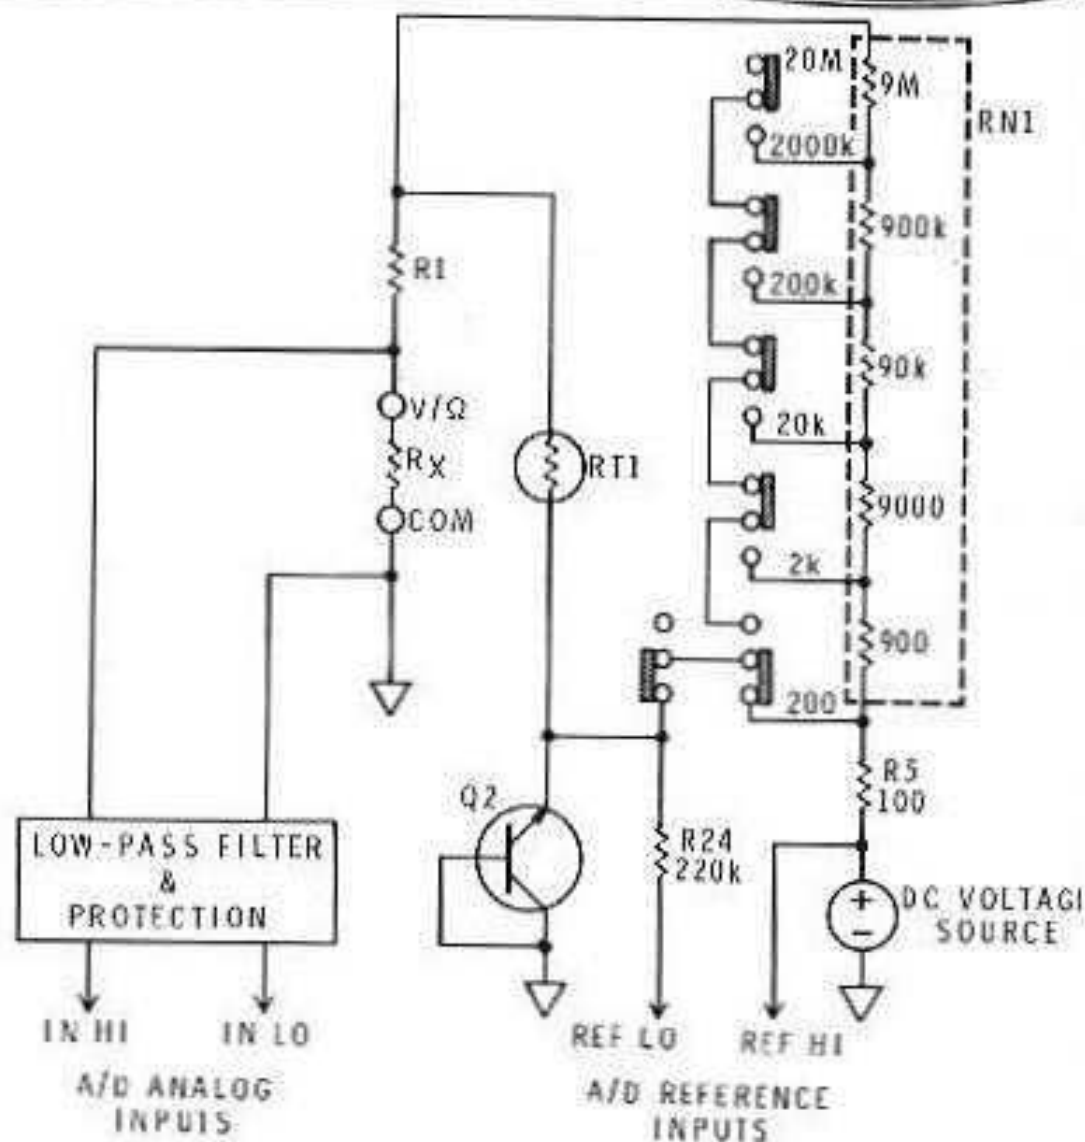 20M
9M
RN1
2000k
900k
R1
200k
90k
V/Ω
20k
RX
RT1
COM
9000
2k
900
200
R5
100
Q2
LOW-PASS FILTER
&
PROTECTION
R24
220k
+
-
DC VOLTAGI
SOURCE
IN HI
IN LO
REF LO
REF HI
A/D ANALOG
INPUTS
A/D REFERENCE
INPUTS